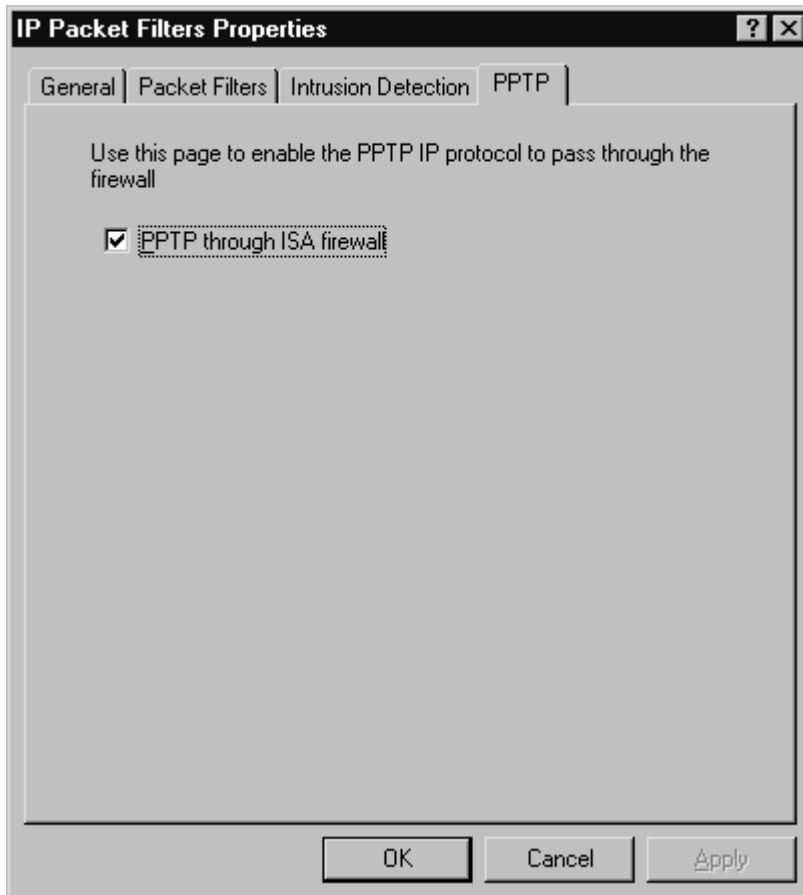 IP Packet Filters Properties
General Packet Filters Intrusion Detection PPTP
Use this page to enable the PPTP IP protocol to pass through the
firewall
PPTP through ISA firewall
OK Cancel Apply